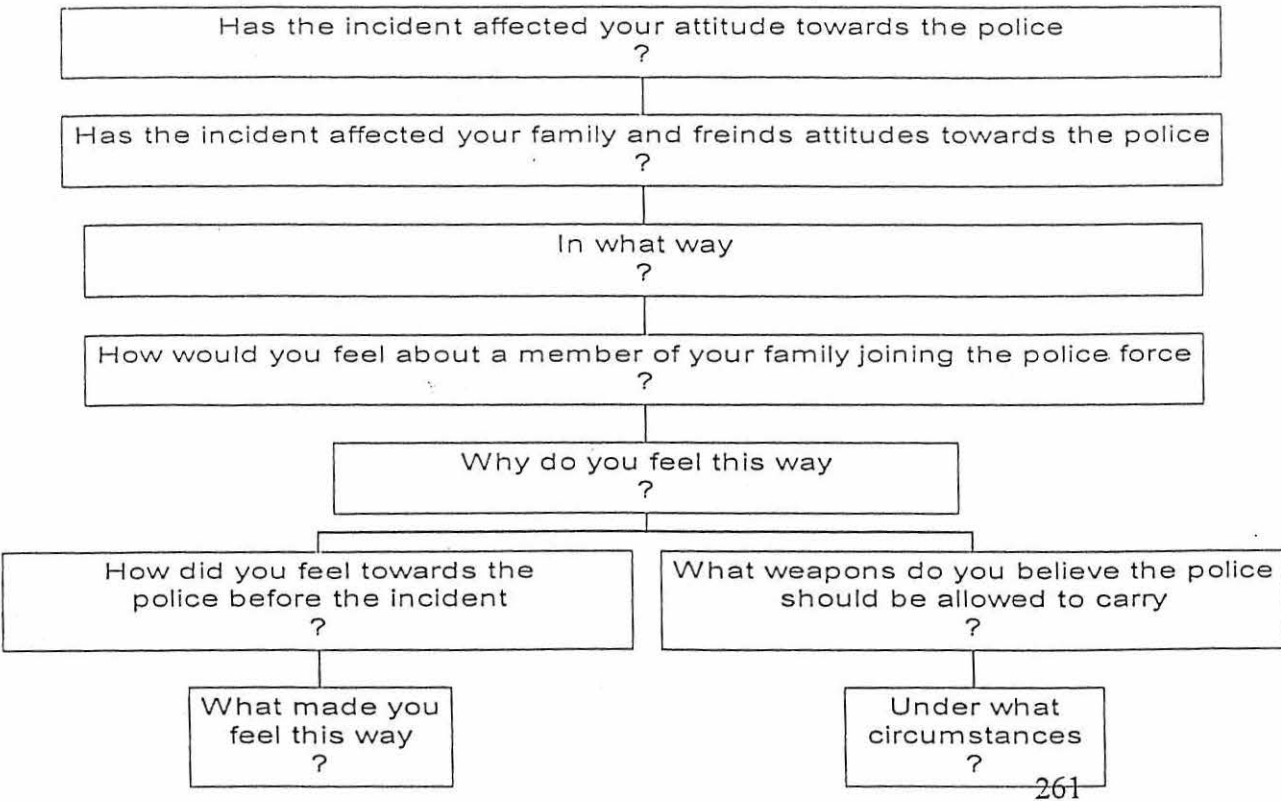 Has the incident affected your attitude towards the police
?
Has the incident affected your family and freinds attitudes towards the police
?
In what way
?
How would you feel about a member of your family joining the police force
?
Why do you feel this way
?
How did you feel towards the
police before the incident
?
What made you
feel this way
?
What weapons do you believe the police
should be allowed to carry
?
Under what
circumstances
?
261